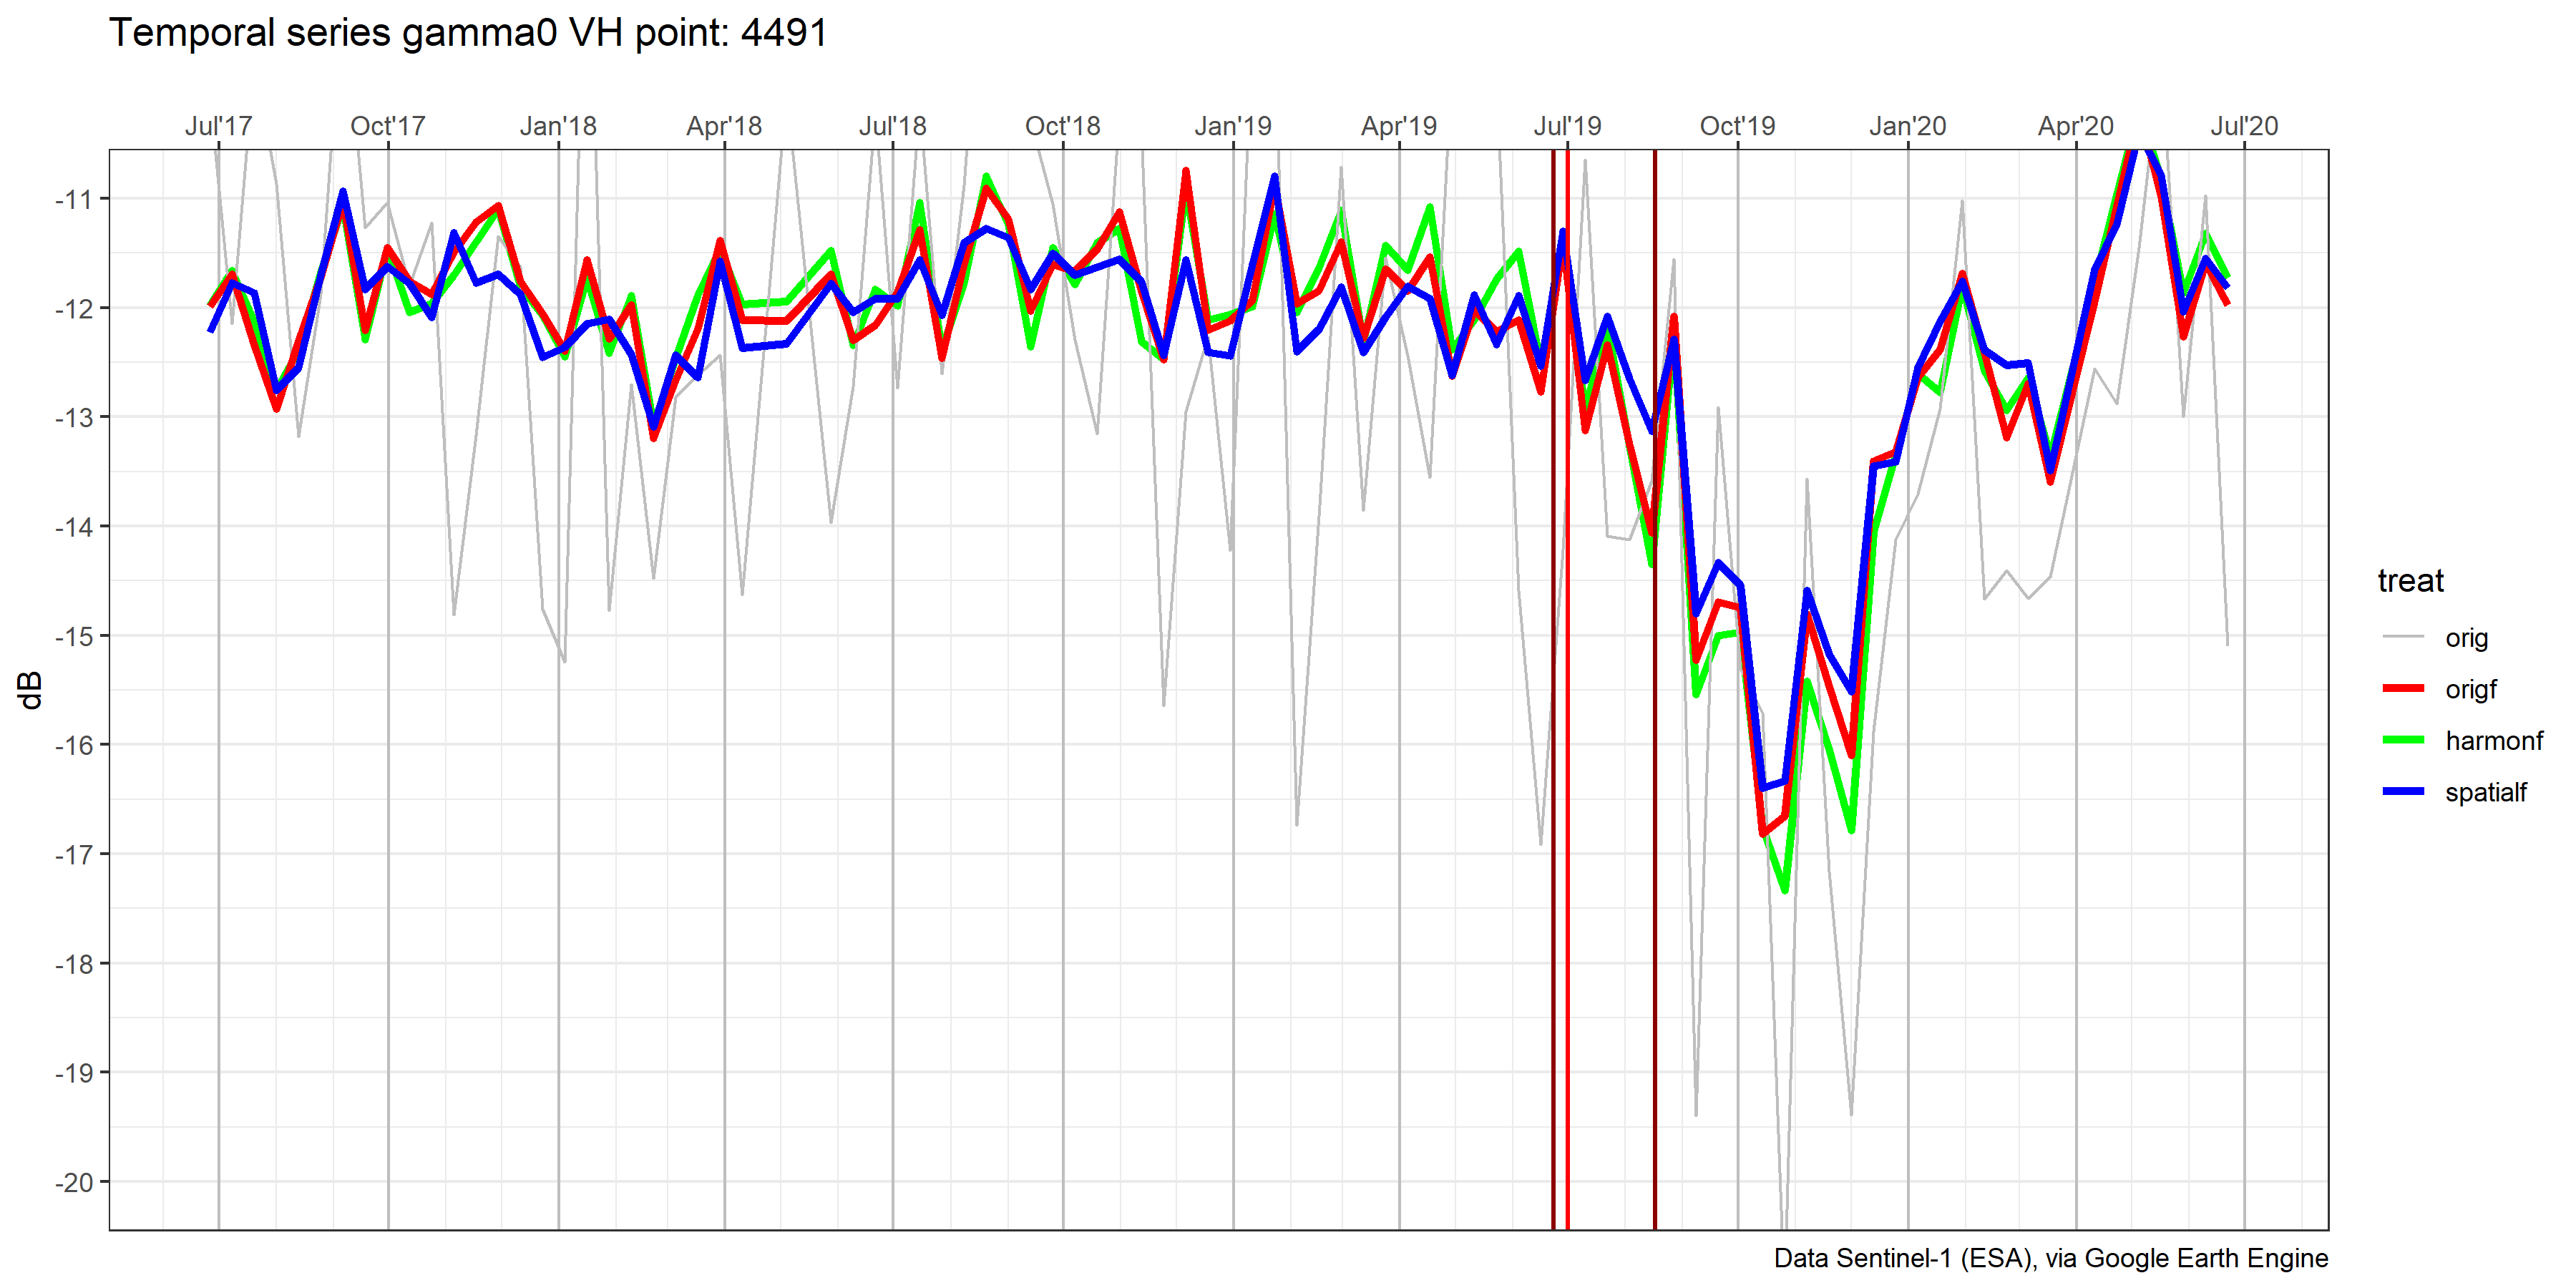 Temporal series gamma0 VH point: 4491
Jul'17 Oct'17 Jan'18 Apr'18 Jul'18 Oct'18 Jan'19 Apr'19 Jul'19 Oct'19 Jan'20 Apr'20 Jul'20
-11
-12
-13
-14
-15
-16
-17
-18
-19
-20
dB
treat
orig
origf
harmonf
spatialf
Data Sentinel-1 (ESA), via Google Earth Engine